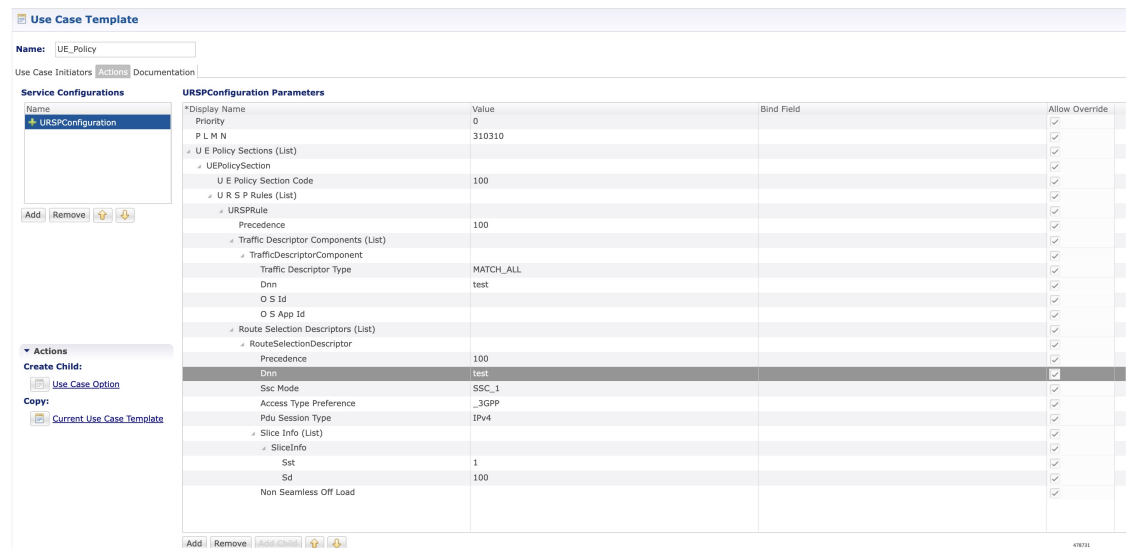 Use Case Template
Name: UE_Policy
Use Case Initiators Actions Documentation
Service Configurations
Name
URSPConfiguration
Add Remove
Actions
Create Child:
Use Case Option
Copy:
Current Use Case Template
URSPConfiguration Parameters
*Display Name Value Bind Field Allow Override
Priority 0
P L M N 310310
U E Policy Sections (List)
UEPolicySection
U E Policy Section Code 100
U R S P Rules (List)
URSPRule
Precedence 100
Traffic Descriptor Components (List)
TrafficDescriptorComponent
Traffic Descriptor Type MATCH_ALL
Dnn test
O S Id
O S App Id
Route Selection Descriptors (List)
RouteSelectionDescriptor
Precedence 100
Dnn test
Ssc Mode SSC_1
Access Type Preference _3GPP
Pdu Session Type IPv4
Slice Info (List)
SliceInfo
Sst 1
Sd 100
Non Seamless Off Load
Add Remove Add Child
478731